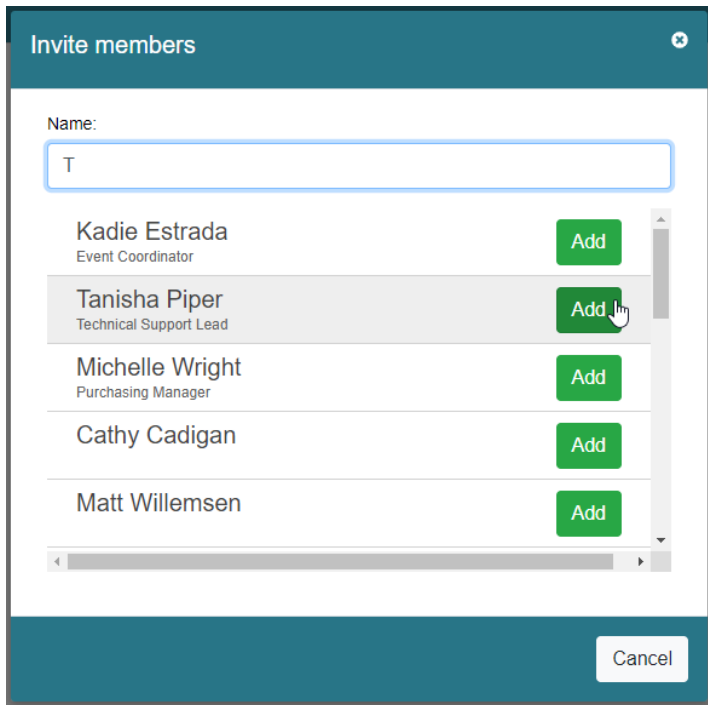 Invite members
Name:
T
Kadie Estrada
Event Coordinator
Add
Tanisha Piper
Technical Support Lead
Add
Michelle Wright
Purchasing Manager
Add
Cathy Cadigan
Add
Matt Willemsen
Add
Cancel